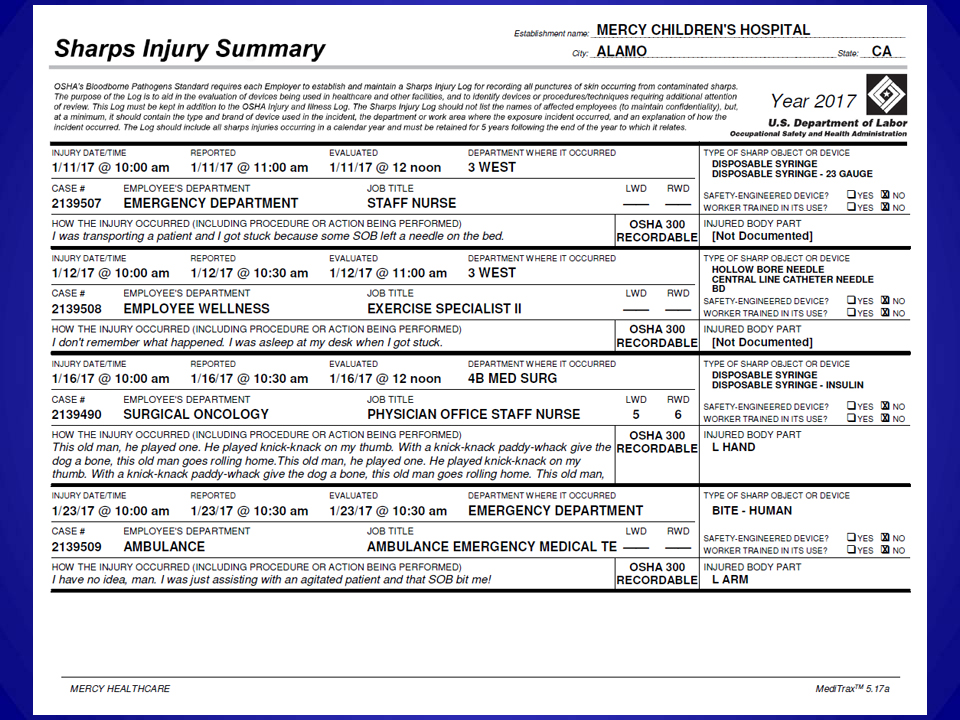 Establishment name: MERCY CHILDREN'S HOSPITAL
Sharps Injury Summary
City: ALAMO State: CA
OSHA's Bloodborne Pathogens Standard requires each Employer to establish and maintain a Sharps Injury Log for recording all punctures of skin occurring from contaminated sharps.
The purpose of the Log is to aid in the evaluation of devices being used in healthcare and other facilities, and to identify devices or procedures/techniques requiring additional attention
of review. This Log must be kept in addition to the OSHA Injury and Illness Log. The Sharps Injury Log should not list the names of affected employees (to maintain confidentiality), but,
at a minimum, it should contain the type and brand of device used in the incident, the department or work area where the exposure incident occurred, and an explanation of how the
incident occurred. The Log should include all sharps injuries occurring in a calendar year and must be retained for 5 years following the end of the year to which it relates.
Year 2017
U.S. Department of Labor
Occupational Safety and Health Administration
INJURY DATE/TIME REPORTED EVALUATED DEPARTMENT WHERE IT OCCURRED TYPE OF SHARP OBJECT OR DEVICE
1/11/17 @ 10:00 am 1/11/17 @ 11:00 am 1/11/17 @ 12 noon 3 WEST DISPOSABLE SYRINGE
DISPOSABLE SYRINGE - 23 GAUGE
CASE # EMPLOYEE'S DEPARTMENT JOB TITLE LWD RWD SAFETY-ENGINEERED DEVICE? YES X NO
2139507 EMERGENCY DEPARTMENT STAFF NURSE WORKER TRAINED IN ITS USE? YES X NO
HOW THE INJURY OCCURRED (INCLUDING PROCEDURE OR ACTION BEING PERFORMED) OSHA 300 INJURED BODY PART
I was transporting a patient and I got stuck because some SOB left a needle on the bed. RECORDABLE [Not Documented]
INJURY DATE/TIME REPORTED EVALUATED DEPARTMENT WHERE IT OCCURRED TYPE OF SHARP OBJECT OR DEVICE
1/12/17 @ 10:00 am 1/12/17 @ 10:30 am 1/12/17 @ 11:00 am 3 WEST HOLLOW BORE NEEDLE
CENTRAL LINE CATHETER NEEDLE
BD
CASE # EMPLOYEE'S DEPARTMENT JOB TITLE LWD RWD SAFETY-ENGINEERED DEVICE? YES X NO
2139508 EMPLOYEE WELLNESS EXERCISE SPECIALIST II WORKER TRAINED IN ITS USE? YES X NO
HOW THE INJURY OCCURRED (INCLUDING PROCEDURE OR ACTION BEING PERFORMED) OSHA 300 INJURED BODY PART
I don't remember what happened. I was asleep at my desk when I got stuck. RECORDABLE [Not Documented]
INJURY DATE/TIME REPORTED EVALUATED DEPARTMENT WHERE IT OCCURRED TYPE OF SHARP OBJECT OR DEVICE
1/16/17 @ 10:00 am 1/16/17 @ 10:30 am 1/16/17 @ 12 noon 4B MED SURG DISPOSABLE SYRINGE
DISPOSABLE SYRINGE - INSULIN
CASE # EMPLOYEE'S DEPARTMENT JOB TITLE LWD RWD SAFETY-ENGINEERED DEVICE? YES X NO
2139490 SURGICAL ONCOLOGY PHYSICIAN OFFICE STAFF NURSE 5 6 WORKER TRAINED IN ITS USE? YES X NO
HOW THE INJURY OCCURRED (INCLUDING PROCEDURE OR ACTION BEING PERFORMED) OSHA 300 INJURED BODY PART
This old man, he played one. He played knick-knack on my thumb. With a knick-knack paddy-whack give the RECORDABLE L HAND
dog a bone, this old man goes rolling home.This old man, he played one. He played knick-knack on my
thumb. With a knick-knack paddy-whack give the dog a bone, this old man goes rolling home. This old man,
INJURY DATE/TIME REPORTED EVALUATED DEPARTMENT WHERE IT OCCURRED TYPE OF SHARP OBJECT OR DEVICE
1/23/17 @ 10:00 am 1/23/17 @ 10:30 am 1/23/17 @ 10:30 am EMERGENCY DEPARTMENT BITE - HUMAN
CASE # EMPLOYEE'S DEPARTMENT JOB TITLE LWD RWD SAFETY-ENGINEERED DEVICE? YES X NO
2139509 AMBULANCE AMBULANCE EMERGENCY MEDICAL TE WORKER TRAINED IN ITS USE? YES X NO
HOW THE INJURY OCCURRED (INCLUDING PROCEDURE OR ACTION BEING PERFORMED) OSHA 300 INJURED BODY PART
I have no idea, man. I was just assisting with an agitated patient and that SOB bit me! RECORDABLE L ARM
MERCY HEALTHCARE MediTrax™ 5.17a